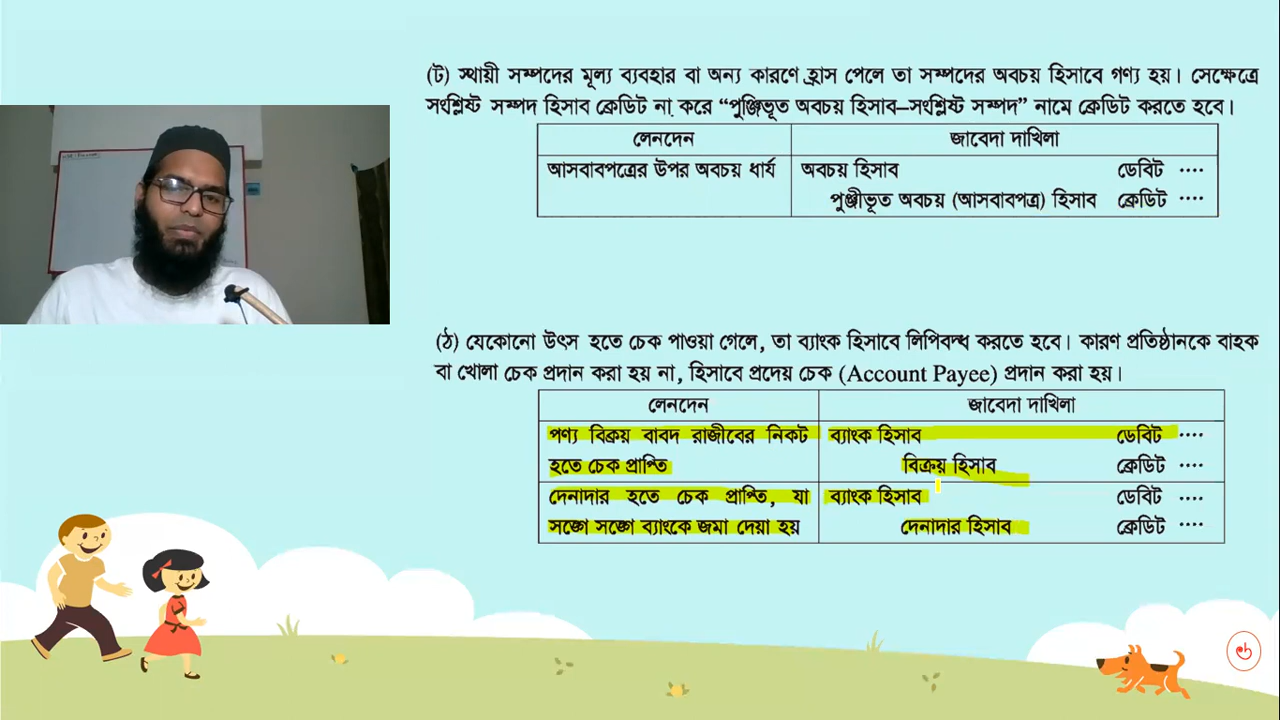 (ট) স্থায়ী সম্পদের মূল্য ব্যবহার বা অন্য কারণে হ্রাস পেলে তা সম্পদের অবচয় হিসাবে গণ্য হয়। সেক্ষেত্রে
সংশ্লিষ্ট সম্পদ হিসাব ক্রেডিট না করে “পুঞ্জিভূত অবচয় হিসাব–সংশ্লিষ্ট সম্পদ” নামে ক্রেডিট করতে হবে।
লেনদেন জাবেদা দাখিলা
আসবাবপত্রের উপর অবচয় ধার্য অবচয় হিসাব ডেবিট ....
পুঞ্জীভূত অবচয় (আসবাবপত্র) হিসাব ক্রেডিট ....
(ঠ) যেকোনো উৎস হতে চেক পাওয়া গেলে, তা ব্যাংক হিসাবে লিপিবদ্ধ করতে হবে। কারণ প্রতিষ্ঠানকে বাহক
বা খোলা চেক প্রদান করা হয় না, হিসাবে প্রদেয় চেক (Account Payee) প্রদান করা হয়।
লেনদেন জাবেদা দাখিলা
পণ্য বিক্রয় বাবদ রাজীবের নিকট ব্যাংক হিসাব ডেবিট ....
হতে চেক প্রাপ্তি বিক্রয় হিসাব ক্রেডিট ....
দেনাদার হতে চেক প্রাপ্তি, যা ব্যাংক হিসাব ডেবিট ....
সঙ্গে সঙ্গে ব্যাংকে জমা দেয়া হয় দেনাদার হিসাব ক্রেডিট ....